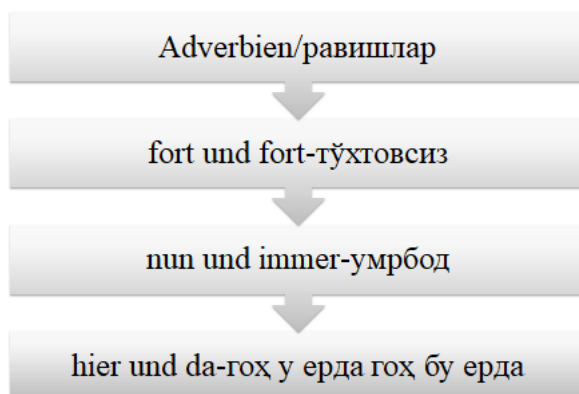 Adverbien/равишлар
fort und fort-тўхтовсиз
nun und immer-умрбод
hier und da-гоҳ у ерда гоҳ бу ерда